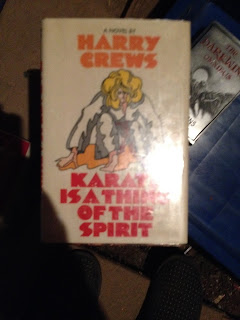 A NOVEL BY
HARRY
CREWS
KARATE
IS A THING
OF THE
SPIRIT